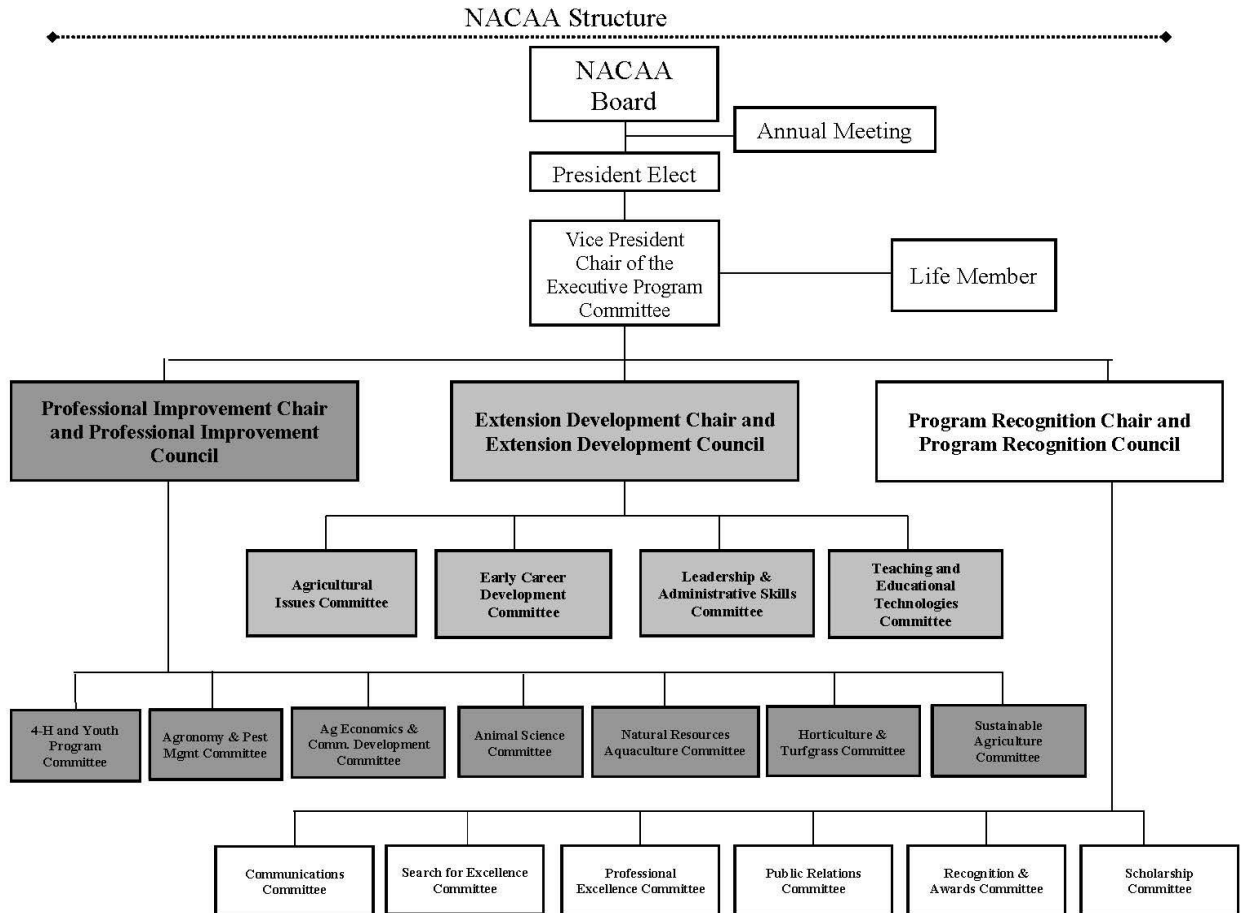 NACAA Structure
NACAA
Board
Annual Meeting
President Elect
Vice President
Chair of the
Executive Program
Committee
Life Member
Professional Improvement Chair
and Professional Improvement
Council
Extension Development Chair and
Extension Development Council
Program Recognition Chair and
Program Recognition Council
Agricultural
Issues Committee
Early Career
Development
Committee
Leadership &
Administrative Skills
Committee
Teaching and
Educational
Technologies
Committee
4-H and Youth
Program
Committee
Agronomy & Pest
Mgmt Committee
Ag Economics &
Comm. Development
Committee
Animal Science
Committee
Natural Resources
Aquaculture Committee
Horticulture &
Turfgrass Committee
Sustainable
Agriculture
Committee
Communications
Committee
Search for Excellence
Committee
Professional
Excellence Committee
Public Relations
Committee
Recognition &
Awards Committee
Scholarship
Committee